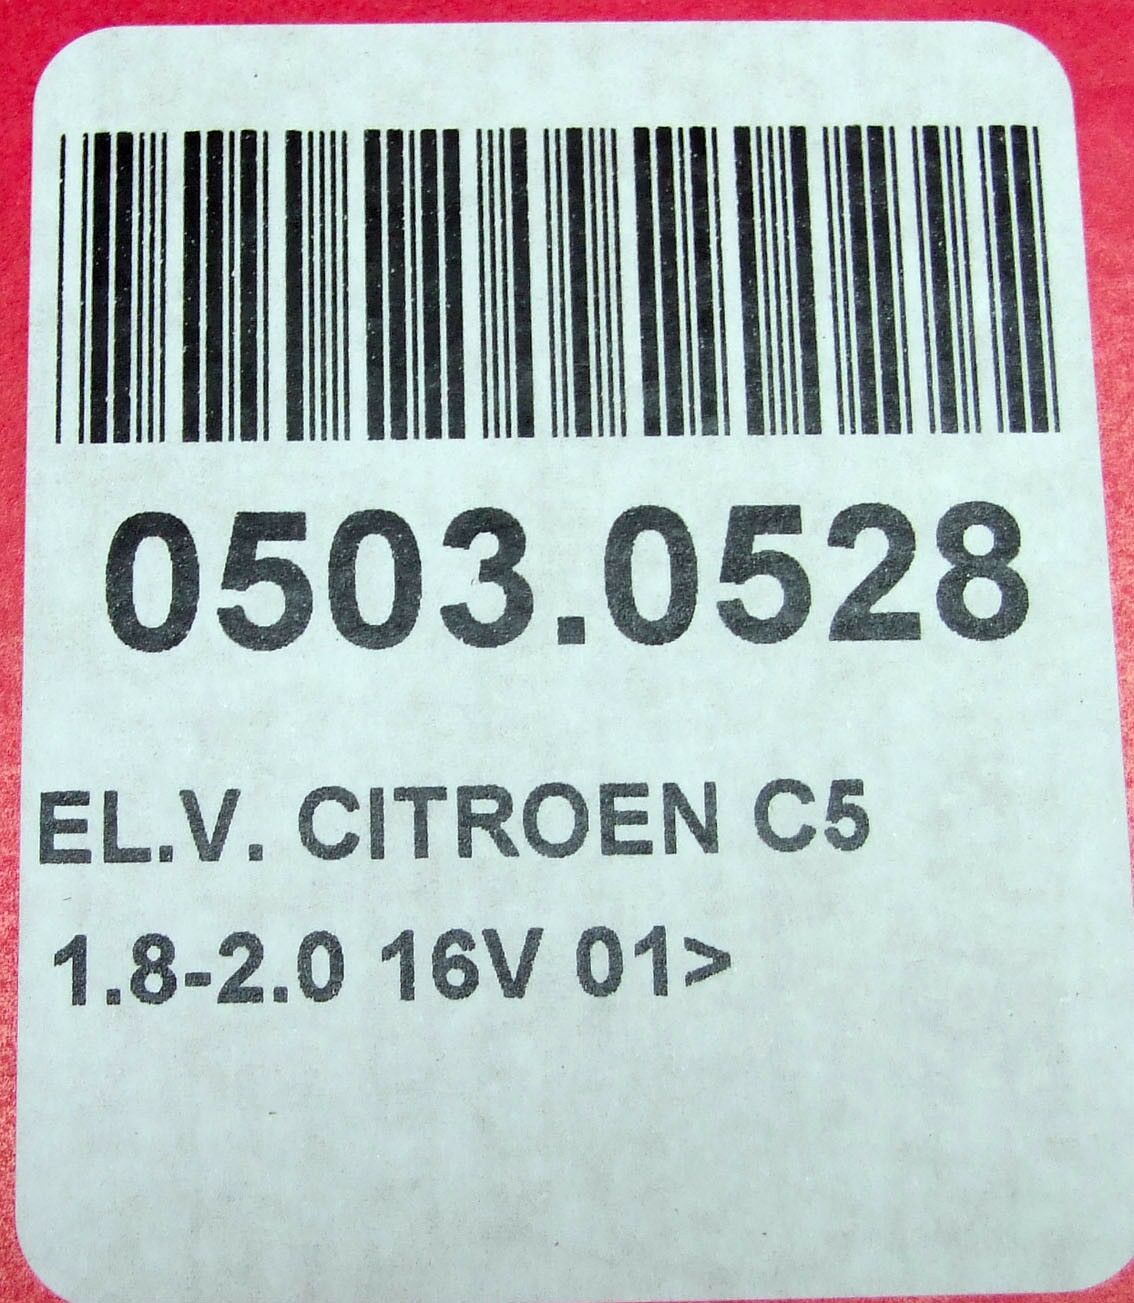 0503.0528
EL.V. CITROEN C5
1.8-2.0 16V 01>